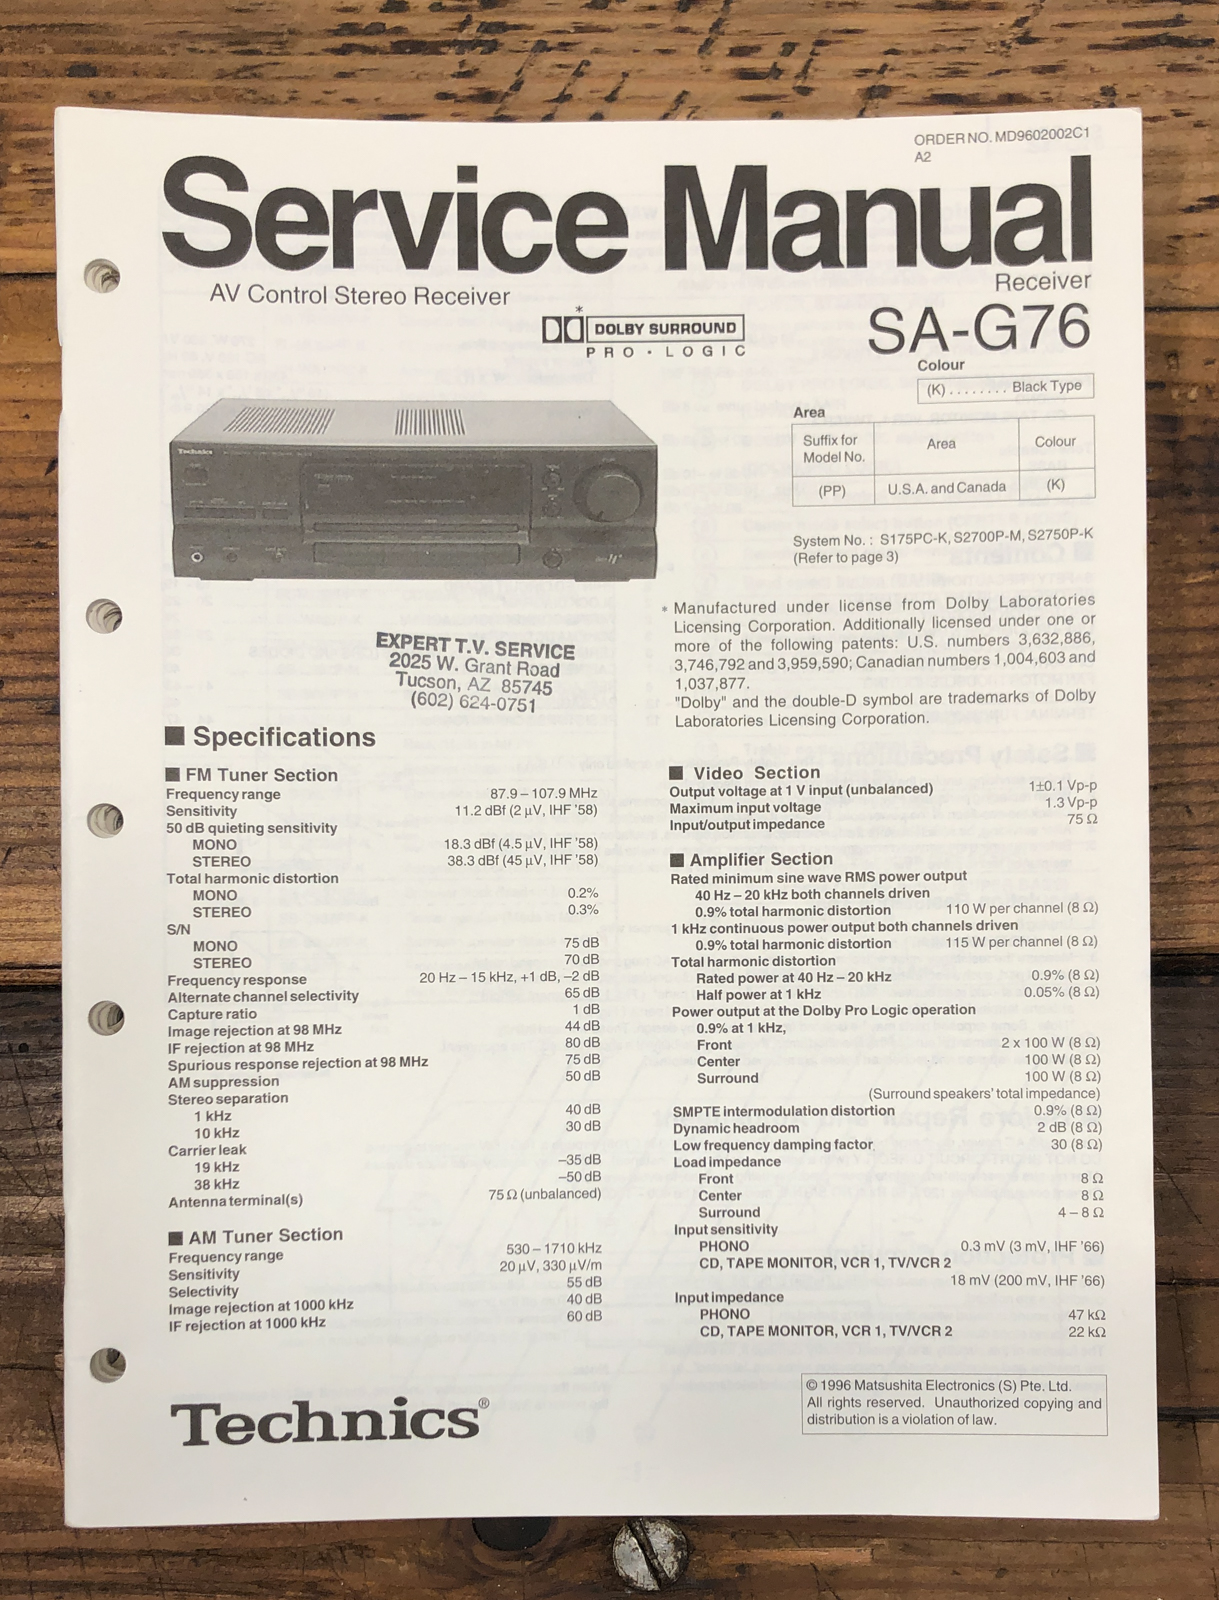 ORDER NO. MD9602002C1
A2
Service Manual
AV Control Stereo Receiver
Receiver
*
DOLBY SURROUND
PRO · LOGIC
SA-G76
Colour
(K) ........ Black Type
Area
Suffix for Model No. Area Colour
(PP) U.S.A. and Canada (K)
Technics
System No. : S175PC-K, S2700P-M, S2750P-K
(Refer to page 3)
* Manufactured under license from Dolby Laboratories
Licensing Corporation. Additionally licensed under one or
more of the following patents: U.S. numbers 3,632,886,
3,746,792 and 3,959,590; Canadian numbers 1,004,603 and
1,037,877.
"Dolby" and the double-D symbol are trademarks of Dolby
Laboratories Licensing Corporation.
EXPERT T.V. SERVICE
2025 W. Grant Road
Tucson, AZ 85745
(602) 624-0751
■ Specifications
■ FM Tuner Section
Frequency range 87.9 – 107.9 MHz
Sensitivity 11.2 dBf (2 µV, IHF '58)
50 dB quieting sensitivity
MONO 18.3 dBf (4.5 µV, IHF '58)
STEREO 38.3 dBf (45 µV, IHF '58)
Total harmonic distortion
MONO 0.2%
STEREO 0.3%
S/N
MONO 75 dB
STEREO 70 dB
Frequency response 20 Hz – 15 kHz, +1 dB, –2 dB
Alternate channel selectivity 65 dB
Capture ratio 1 dB
Image rejection at 98 MHz 44 dB
IF rejection at 98 MHz 80 dB
Spurious response rejection at 98 MHz 75 dB
AM suppression 50 dB
Stereo separation
1 kHz 40 dB
10 kHz 30 dB
Carrier leak
19 kHz –35 dB
38 kHz –50 dB
Antenna terminal(s) 75 Ω (unbalanced)
■ AM Tuner Section
Frequency range 530 – 1710 kHz
Sensitivity 20 µV, 330 µV/m
Selectivity 55 dB
Image rejection at 1000 kHz 40 dB
IF rejection at 1000 kHz 60 dB
■ Video Section
Output voltage at 1 V input (unbalanced) 1±0.1 Vp-p
Maximum input voltage 1.3 Vp-p
Input/output impedance 75 Ω
■ Amplifier Section
Rated minimum sine wave RMS power output
40 Hz – 20 kHz both channels driven
0.9% total harmonic distortion 110 W per channel (8 Ω)
1 kHz continuous power output both channels driven
0.9% total harmonic distortion 115 W per channel (8 Ω)
Total harmonic distortion
Rated power at 40 Hz – 20 kHz 0.9% (8 Ω)
Half power at 1 kHz 0.05% (8 Ω)
Power output at the Dolby Pro Logic operation
0.9% at 1 kHz,
Front 2 x 100 W (8 Ω)
Center 100 W (8 Ω)
Surround 100 W (8 Ω)
(Surround speakers' total impedance)
SMPTE intermodulation distortion 0.9% (8 Ω)
Dynamic headroom 2 dB (8 Ω)
Low frequency damping factor 30 (8 Ω)
Load impedance
Front 8 Ω
Center 8 Ω
Surround 4 – 8 Ω
Input sensitivity
PHONO 0.3 mV (3 mV, IHF '66)
CD, TAPE MONITOR, VCR 1, TV/VCR 2
18 mV (200 mV, IHF '66)
Input impedance
PHONO 47 kΩ
CD, TAPE MONITOR, VCR 1, TV/VCR 2 22 kΩ
Technics®
© 1996 Matsushita Electronics (S) Pte. Ltd.
All rights reserved. Unauthorized copying and
distribution is a violation of law.